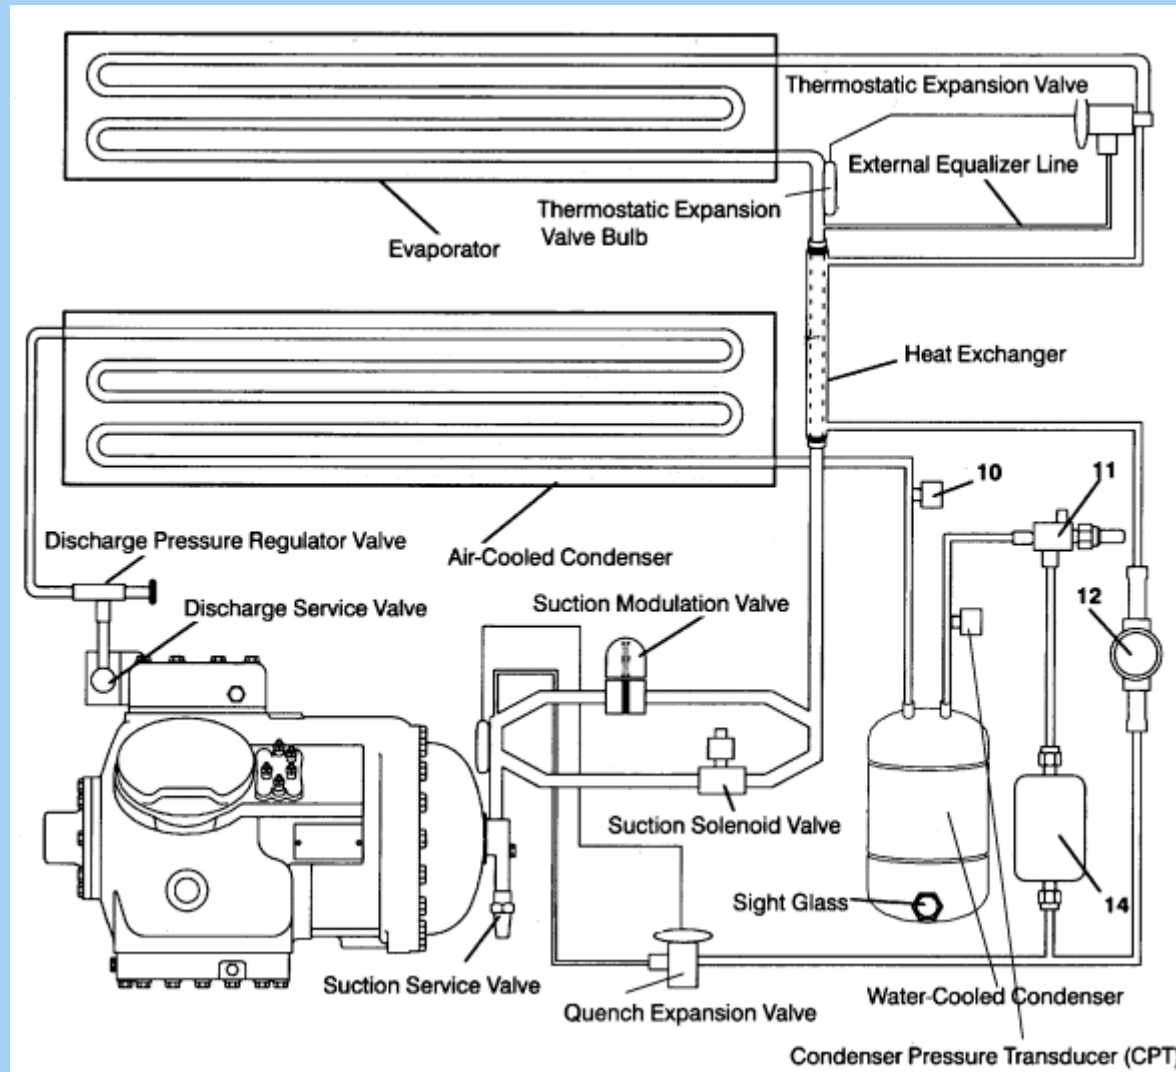 Thermostatic Expansion Valve
External Equalizer Line
Thermostatic Expansion
Valve Bulb
Evaporator
Heat Exchanger
10
11
Discharge Pressure Regulator Valve
Air-Cooled Condenser
Suction Modulation Valve
Discharge Service Valve
12
Suction Solenoid Valve
Sight Glass
14
Suction Service Valve
Water-Cooled Condenser
Quench Expansion Valve
Condenser Pressure Transducer (CPT)